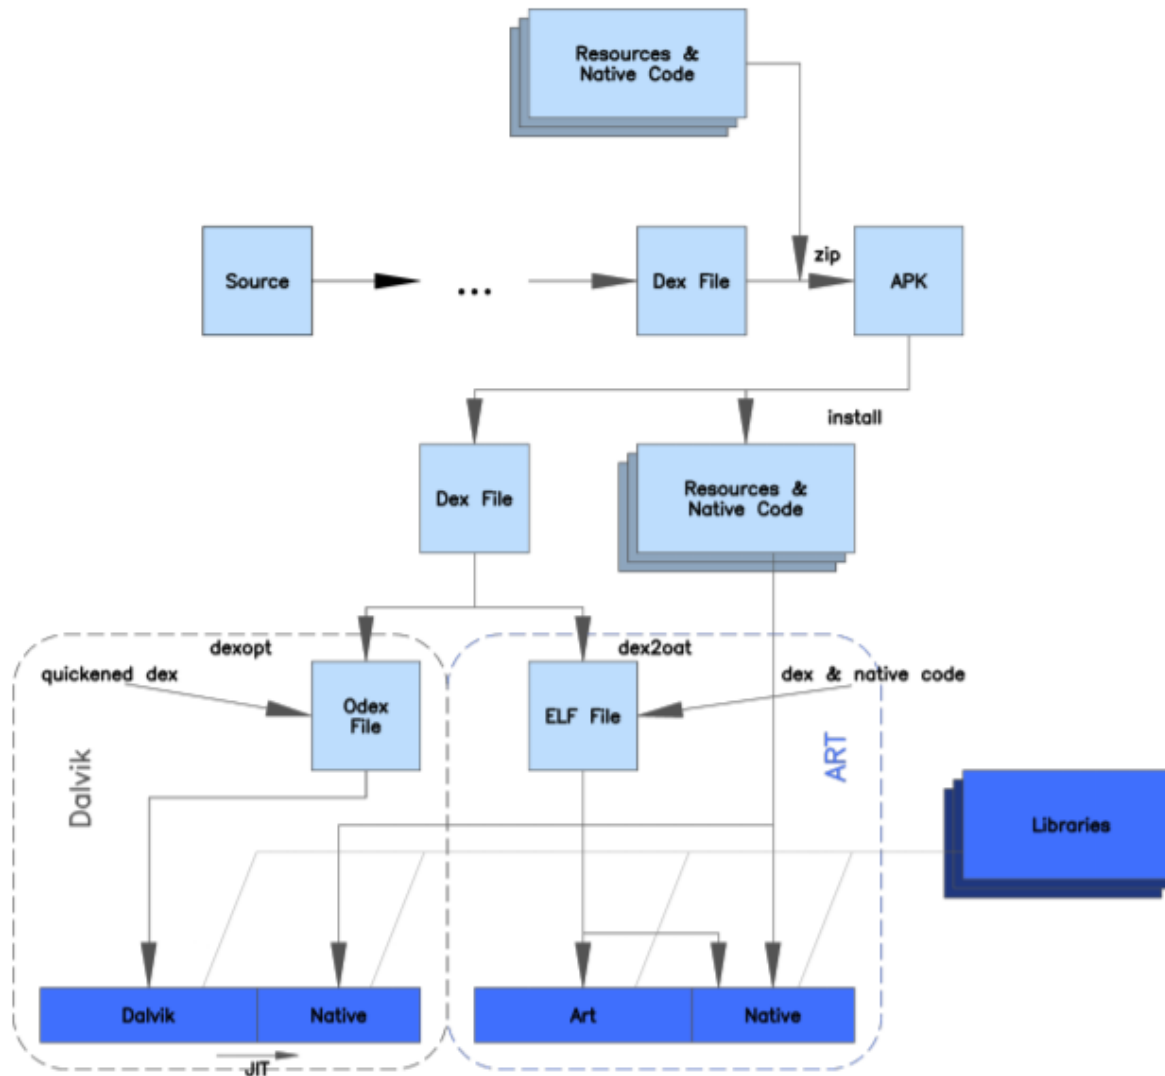 Resources &
Native Code
Source
...
Dex File
zip
APK
install
Dex File
Resources &
Native Code
dexopt
dex2oat
quickened dex
dex & native code
Odex
File
ELF File
Dalvik
ART
Libraries
Dalvik
Native
Art
Native
JIT